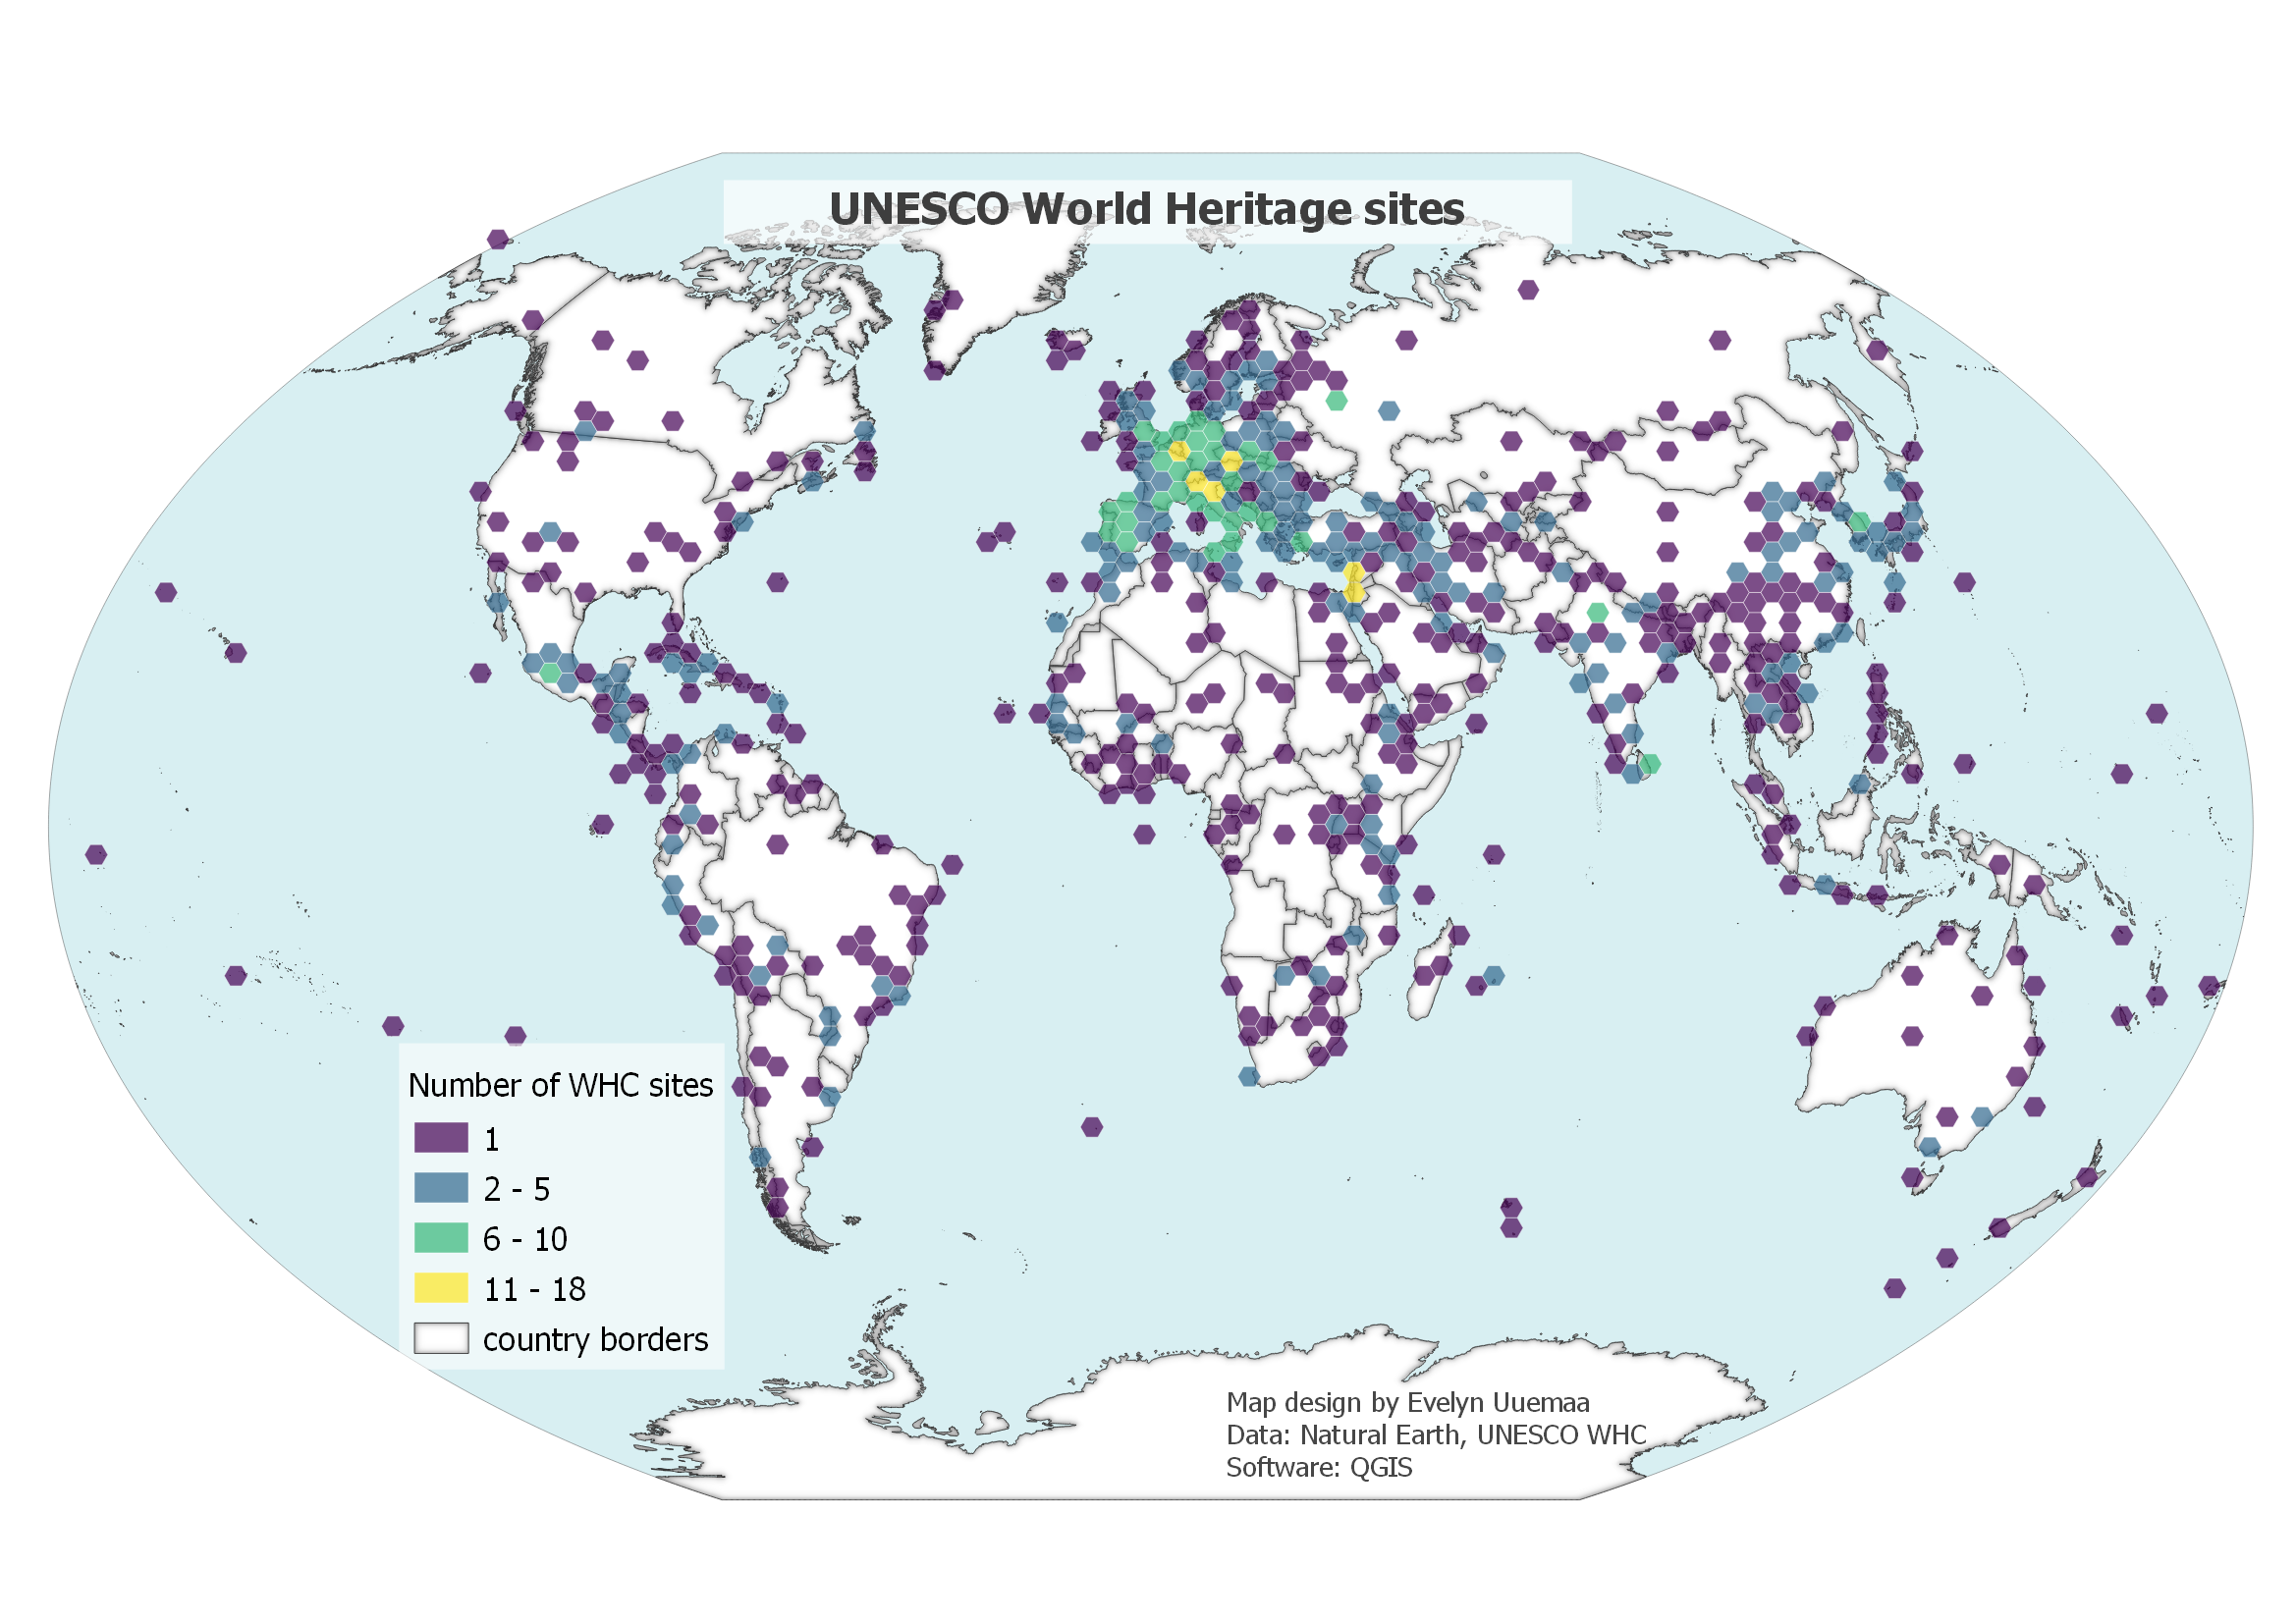 UNESCO World Heritage sites
Number of WHC sites
1
2 - 5
6 - 10
11 - 18
country borders
Map design by Evelyn Uuemaa
Data: Natural Earth, UNESCO WHC
Software: QGIS